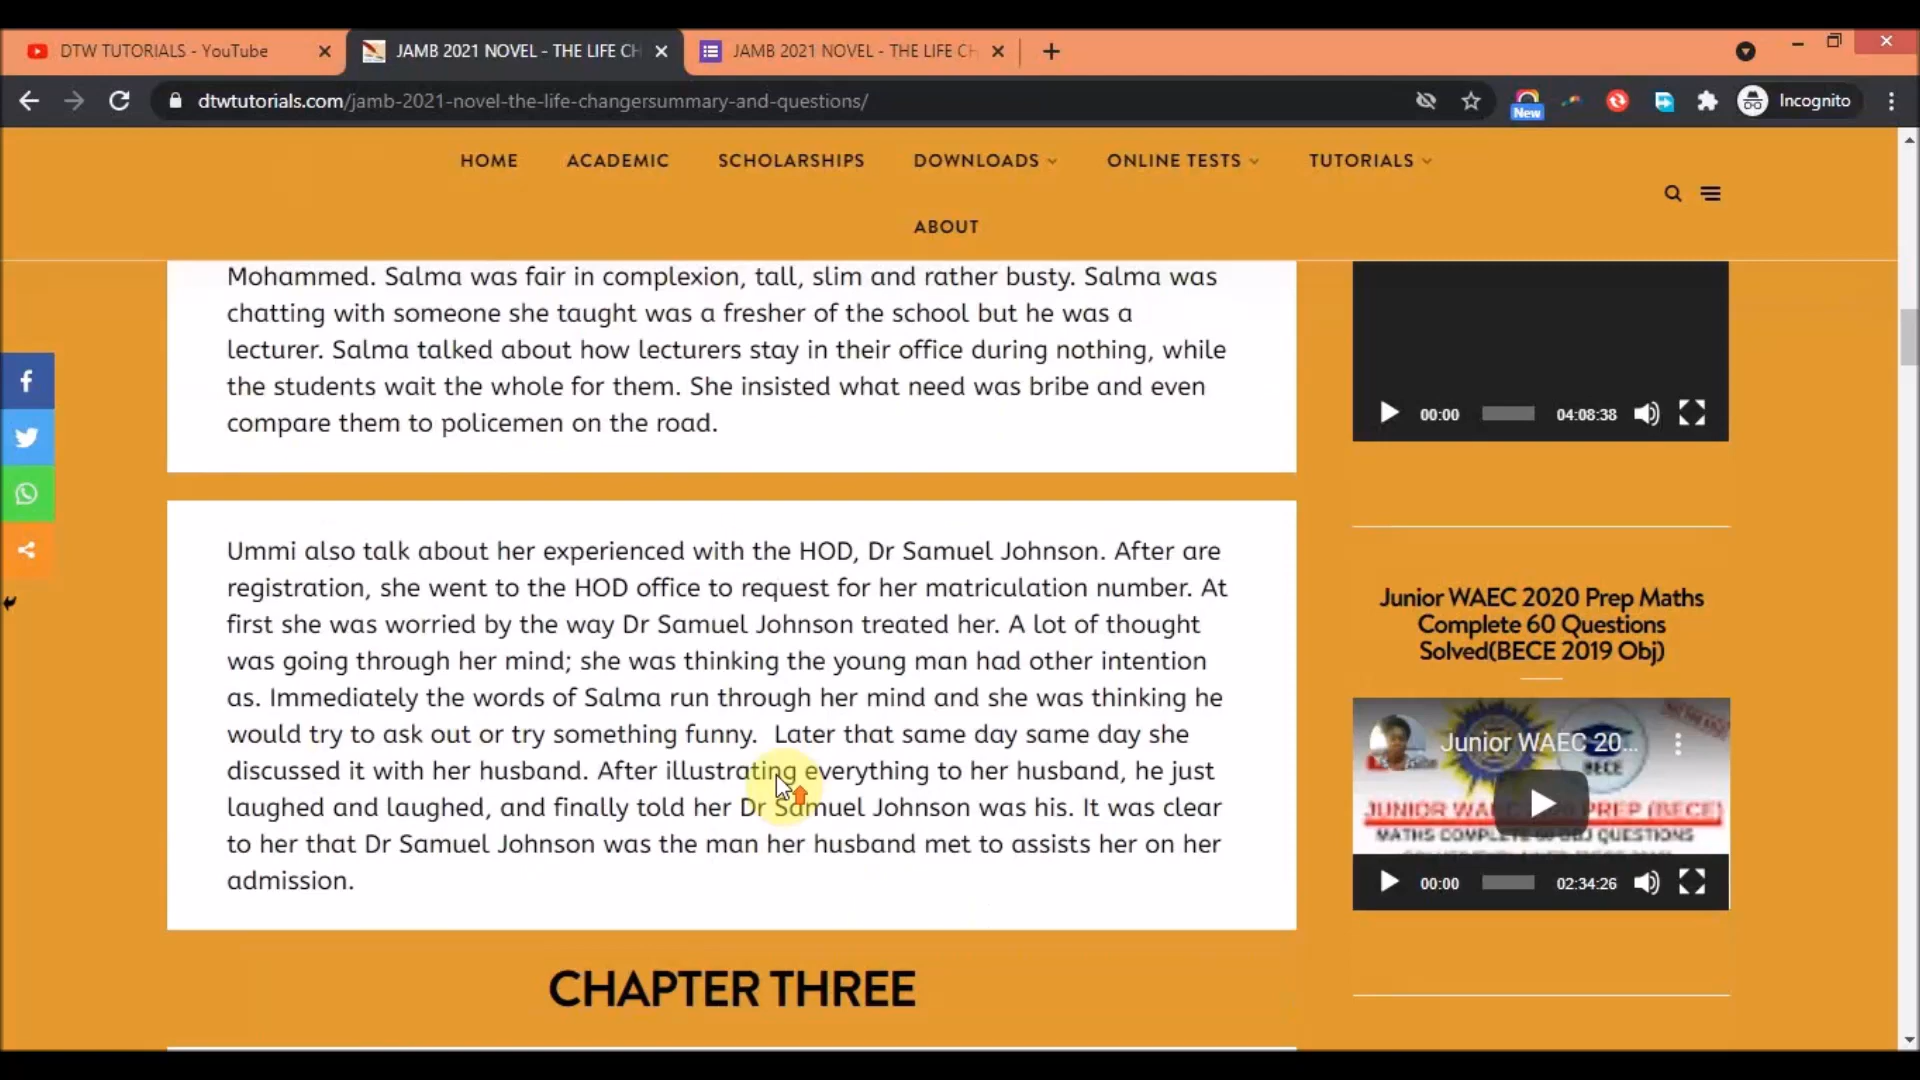 DTW TUTORIALS - YouTube
JAMB 2021 NOVEL - THE LIFE CH
JAMB 2021 NOVEL - THE LIFE CH
dtwtutorials.com/jamb-2021-novel-the-life-changersummary-and-questions/
New
Incognito
HOME ACADEMIC SCHOLARSHIPS DOWNLOADS ONLINE TESTS TUTORIALS
ABOUT
Mohammed. Salma was fair in complexion, tall, slim and rather busty. Salma was
chatting with someone she taught was a fresher of the school but he was a
lecturer. Salma talked about how lecturers stay in their office during nothing, while
the students wait the whole for them. She insisted what need was bribe and even
compare them to policemen on the road.
00:00 04:08:38
Ummi also talk about her experienced with the HOD, Dr Samuel Johnson. After are
registration, she went to the HOD office to request for her matriculation number. At
first she was worried by the way Dr Samuel Johnson treated her. A lot of thought
was going through her mind; she was thinking the young man had other intention
as. Immediately the words of Salma run through her mind and she was thinking he
would try to ask out or try something funny. Later that same day same day she
discussed it with her husband. After illustrating everything to her husband, he just
laughed and laughed, and finally told her Dr Samuel Johnson was his. It was clear
to her that Dr Samuel Johnson was the man her husband met to assists her on her
admission.
Junior WAEC 2020 Prep Maths
Complete 60 Questions
Solved(BECE 2019 Obj)
Junior WAEC 20...
BECE
MATHS COMPLETE 60 OBJ QUESTIONS
00:00 02:34:26
CHAPTER THREE